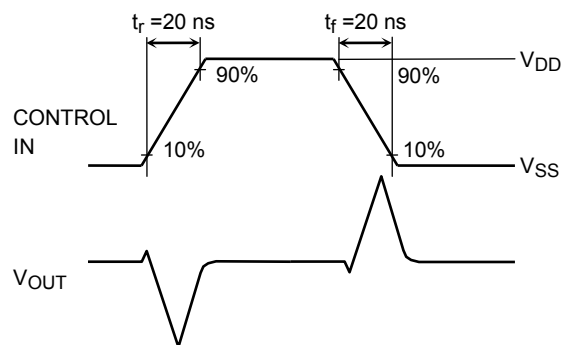 tr =20 ns
tf =20 ns
VDD
90%
90%
CONTROL
IN
10%
10%
VSS
VOUT